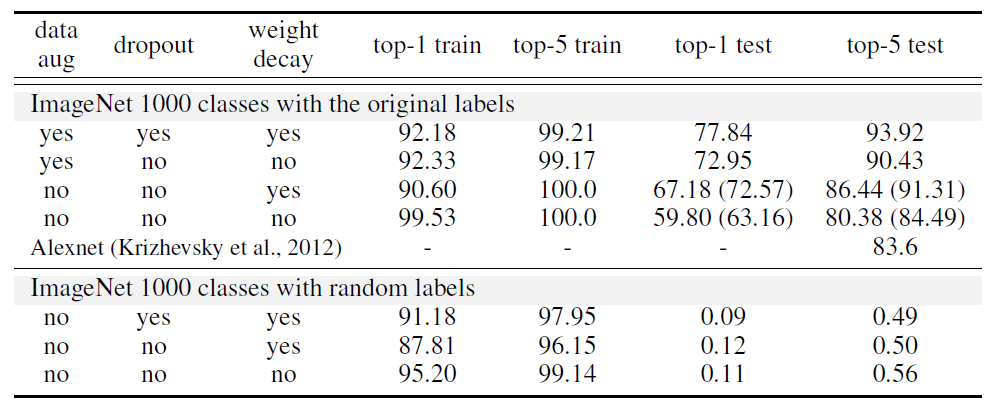 data aug dropout weight decay top-1 train top-5 train top-1 test top-5 test
ImageNet 1000 classes with the original labels
yes yes yes 92.18 99.21 77.84 93.92
yes no no 92.33 99.17 72.95 90.43
no no yes 90.60 100.0 67.18 (72.57) 86.44 (91.31)
no no no 99.53 100.0 59.80 (63.16) 80.38 (84.49)
Alexnet (Krizhevsky et al., 2012) - - - 83.6
ImageNet 1000 classes with random labels
no yes yes 91.18 97.95 0.09 0.49
no no yes 87.81 96.15 0.12 0.50
no no no 95.20 99.14 0.11 0.56